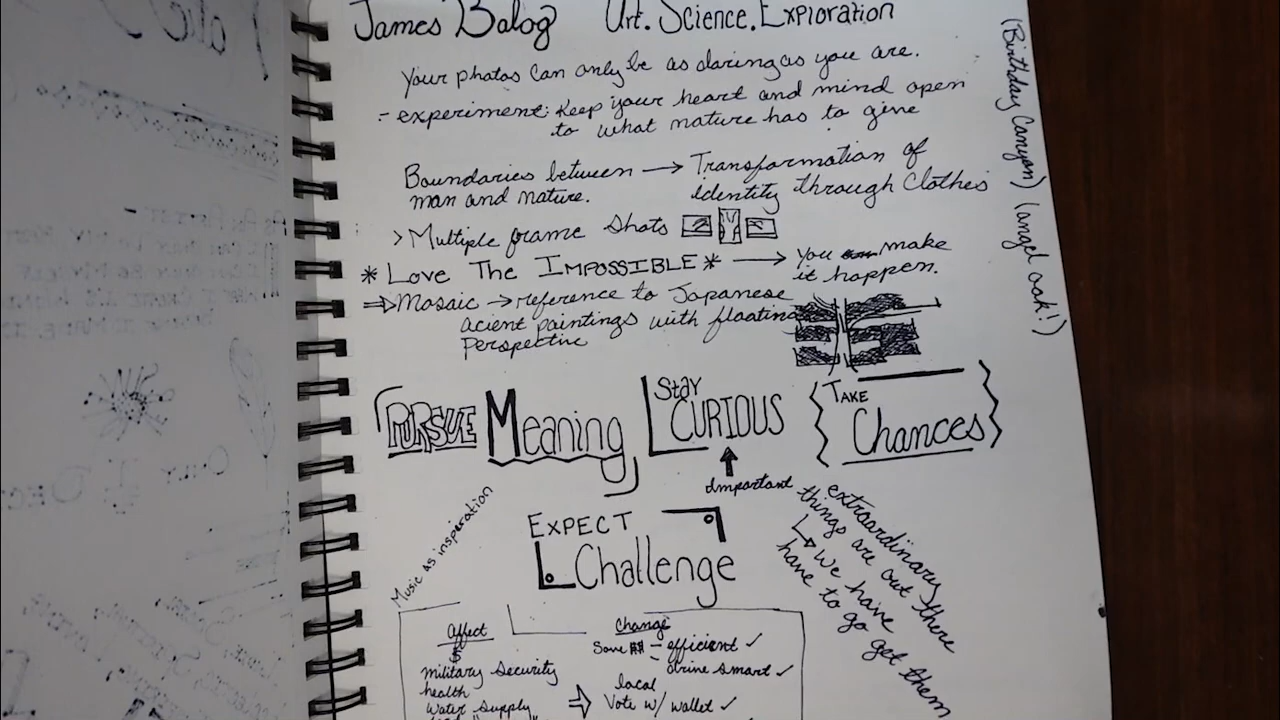 James Balog Art. Science. Exploration
Your photos can only be as daring as you are.
- experiment: Keep your heart and mind open
to what nature has to give
Boundaries between → Transformation of
man and nature. identity through Clothes
> Multiple frame shots
* Love The IMPOSSIBLE * → you make
it happen.
⇒ Mosaic → reference to Japanese
acient paintings with floating
perspective
(Birthday Canyon) (angel oak!)
PURSUE Meaning
Stay
CURIOUS
Important
TAKE
Chances
Music as insperation
EXPECT
Challenge
extraordiinary
things are out there
↳ We have
have to go get them
Affect
$
military security
health
Water Supply
⇒
Change
Save $$ - efficient ✓
- drine smart ✓
local
Vote w/ wallet ✓